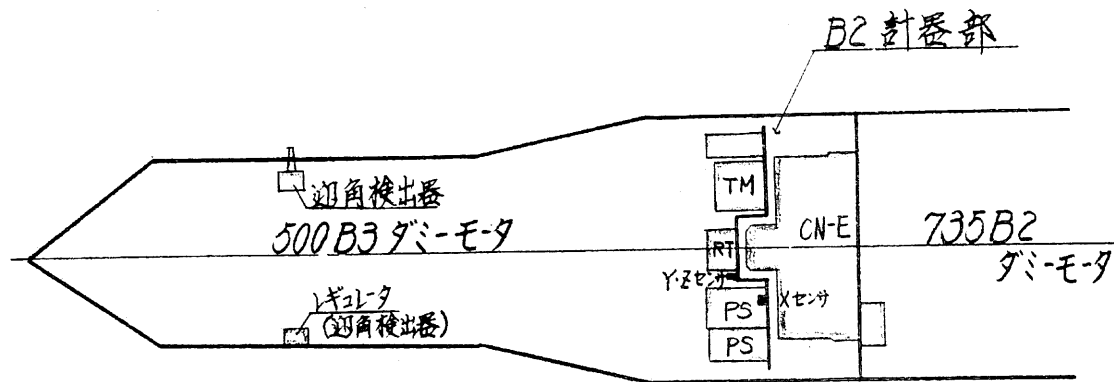 B2 計器部
TM
迎角検出器
500B3 ダミーモータ
RT
CN-E
735B2
ダミーモータ
Y・Zセンサ
Xセンサ
レギュレータ
(迎角検出器)
PS
PS